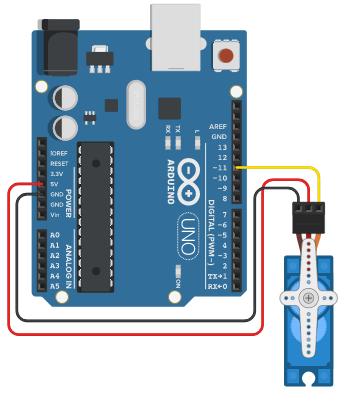 AREF
GND
13
12
~11
~10
~9
8
7
~6
~5
4
~3
2
TX→1
RX←0
IOREF
RESET
3.3V
5V
GND
GND
Vin
A0
A1
A2
A3
A4
A5
POWER
ANALOG IN
RX
TX
L
ARDUINO
UNO
DIGITAL (PWM~)
ON